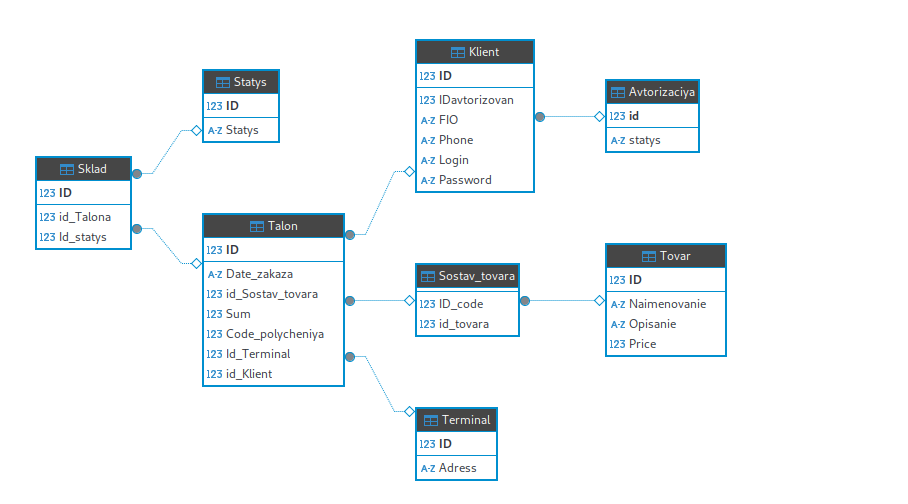 Klient
123 ID
123 IDavtorizovan
A-Z FIO
A-Z Phone
A-Z Login
A-Z Password
Statys
123 ID
A-Z Statys
Avtorizaciya
123 id
A-Z statys
Sklad
123 ID
123 id_Talona
123 Id_statys
Talon
123 ID
A-Z Date_zakaza
123 id_Sostav_tovara
123 Sum
123 Code_polycheniya
123 Id_Terminal
123 id_Klient
Sostav_tovara
123 ID_code
123 id_tovara
Tovar
123 ID
A-Z Naimenovanie
A-Z Opisanie
123 Price
Terminal
123 ID
A-Z Adress